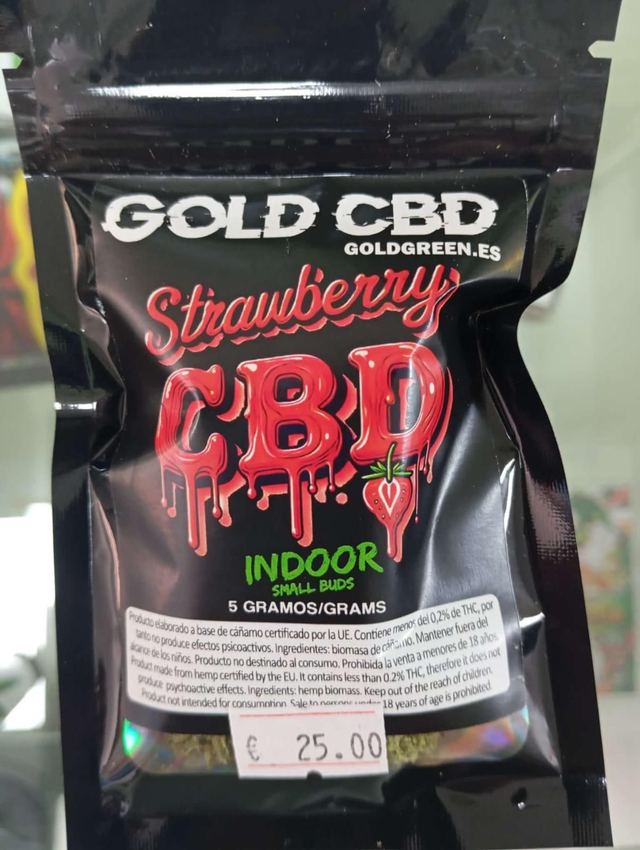 GOLD CBD
GOLDGREEN.ES
Strawberry
CBD
INDOOR
SMALL BUDS
5 GRAMOS/GRAMS
Producto elaborado a base de cáñamo certificado por la UE. Contiene menos del 0,2% de THC, por
tanto no produce efectos psicoactivos. Ingredientes: biomasa de cáñamo. Mantener fuera del
alcance de los niños. Producto no destinado al consumo. Prohibida la venta a menores de 18 años.
Product made from hemp certified by the EU. It contains less than 0.2% THC, therefore it does not
produce psychoactive effects. Ingredients: hemp biomass. Keep out of the reach of children.
Product not intended for consumption. Sale to persons under 18 years of age is prohibited.
€ 25.00